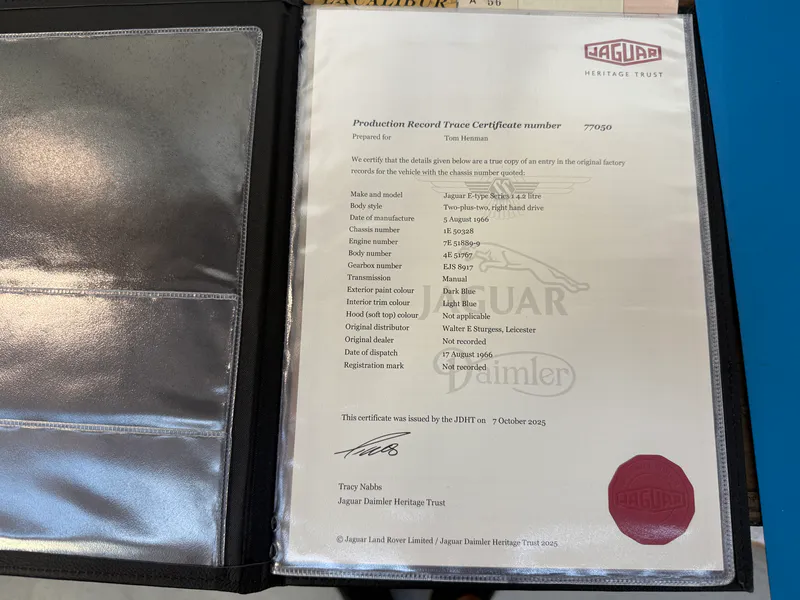 EXCALIBUR
A 56
JAGUAR
HERITAGE TRUST
Production Record Trace Certificate number 77050
Prepared for Tom Henman
We certify that the details given below are a true copy of an entry in the original factory
records for the vehicle with the chassis number quoted:
Make and model Jaguar E-type Series 1 4.2 litre
Body style Two-plus-two, right hand drive
Date of manufacture 5 August 1966
Chassis number 1E 50328
Engine number 7E 51889-9
Body number 4E 51767
Gearbox number EJS 8917
Transmission Manual
Exterior paint colour Dark Blue
Interior trim colour Light Blue
Hood (soft top) colour Not applicable
Original distributor Walter E Sturgess, Leicester
Original dealer Not recorded
Date of dispatch 17 August 1966
Registration mark Not recorded
SS
JAGUAR
Daimler
This certificate was issued by the JDHT on 7 October 2025
Tracy Nabbs
Jaguar Daimler Heritage Trust
JAGUAR
© Jaguar Land Rover Limited / Jaguar Daimler Heritage Trust 2025